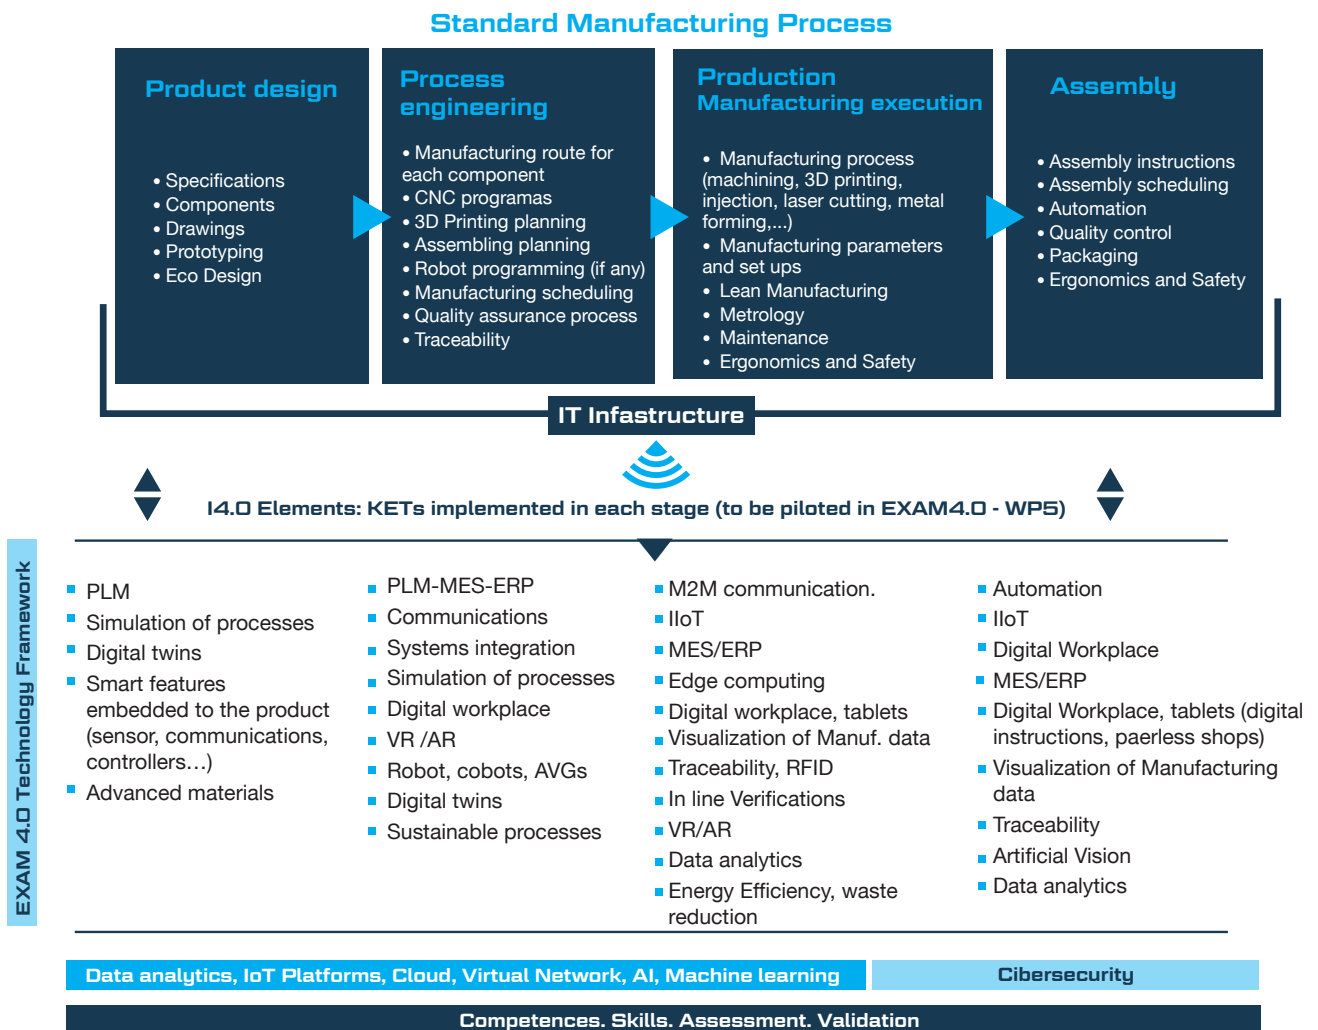 Standard Manufacturing Process
Product design
• Specifications
• Components
• Drawings
• Prototyping
• Eco Design
Process
engineering
• Manufacturing route for
each component
• CNC programas
• 3D Printing planning
• Assembling planning
• Robot programming (if any)
• Manufacturing scheduling
• Quality assurance process
• Traceability
Production
Manufacturing execution
• Manufacturing process
(machining, 3D printing,
injection, laser cutting, metal
forming,...)
• Manufacturing parameters
and set ups
• Lean Manufacturing
• Metrology
• Maintenance
• Ergonomics and Safety
Assembly
• Assembly instructions
• Assembly scheduling
• Automation
• Quality control
• Packaging
• Ergonomics and Safety
IT Infastructure
I4.0 Elements: KETs implemented in each stage (to be piloted in EXAM4.0 - WP5)
EXAM 4.0 Technology Framework
PLM
Simulation of processes
Digital twins
Smart features
embedded to the product
(sensor, communications,
controllers...)
Advanced materials
PLM-MES-ERP
Communications
Systems integration
Simulation of processes
Digital workplace
VR /AR
Robot, cobots, AVGs
Digital twins
Sustainable processes
M2M communication.
IIoT
MES/ERP
Edge computing
Digital workplace, tablets
Visualization of Manuf. data
Traceability, RFID
In line Verifications
VR/AR
Data analytics
Energy Efficiency, waste
reduction
Automation
IIoT
Digital Workplace
MES/ERP
Digital Workplace, tablets (digital
instructions, paerless shops)
Visualization of Manufacturing
data
Traceability
Artificial Vision
Data analytics
Data analytics, IoT Platforms, Cloud, Virtual Network, AI, Machine learning
Cibersecurity
Competences. Skills. Assessment. Validation